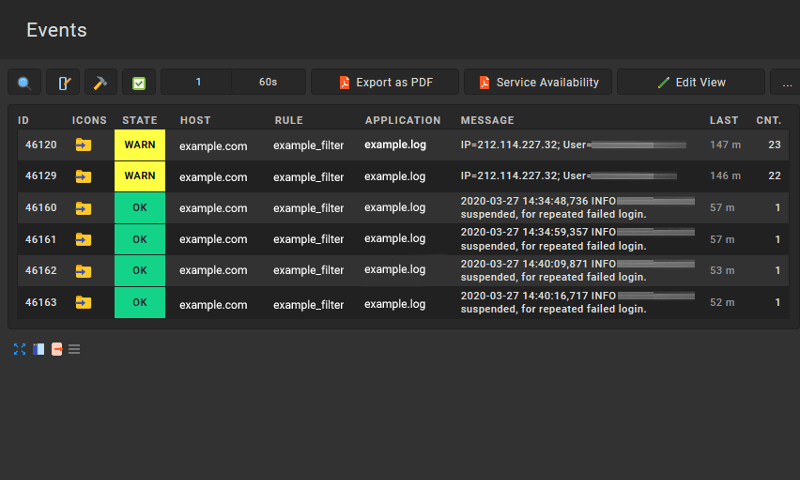 Events
1 60s Export as PDF Service Availability Edit View ...
ID ICONS STATE HOST RULE APPLICATION MESSAGE LAST CNT.
46120 WARN example.com example_filter example.log IP=212.114.227.32; User= 147 m 23
46129 WARN example.com example_filter example.log IP=212.114.227.32; User= 146 m 22
46160 OK example.com example_filter example.log 2020-03-27 14:34:48,736 INFO 57 m 1
suspended, for repeated failed login.
46161 OK example.com example_filter example.log 2020-03-27 14:34:59,357 INFO 57 m 1
suspended, for repeated failed login.
46162 OK example.com example_filter example.log 2020-03-27 14:40:09,871 INFO 53 m 1
suspended, for repeated failed login.
46163 OK example.com example_filter example.log 2020-03-27 14:40:16,717 INFO 52 m 1
suspended, for repeated failed login.